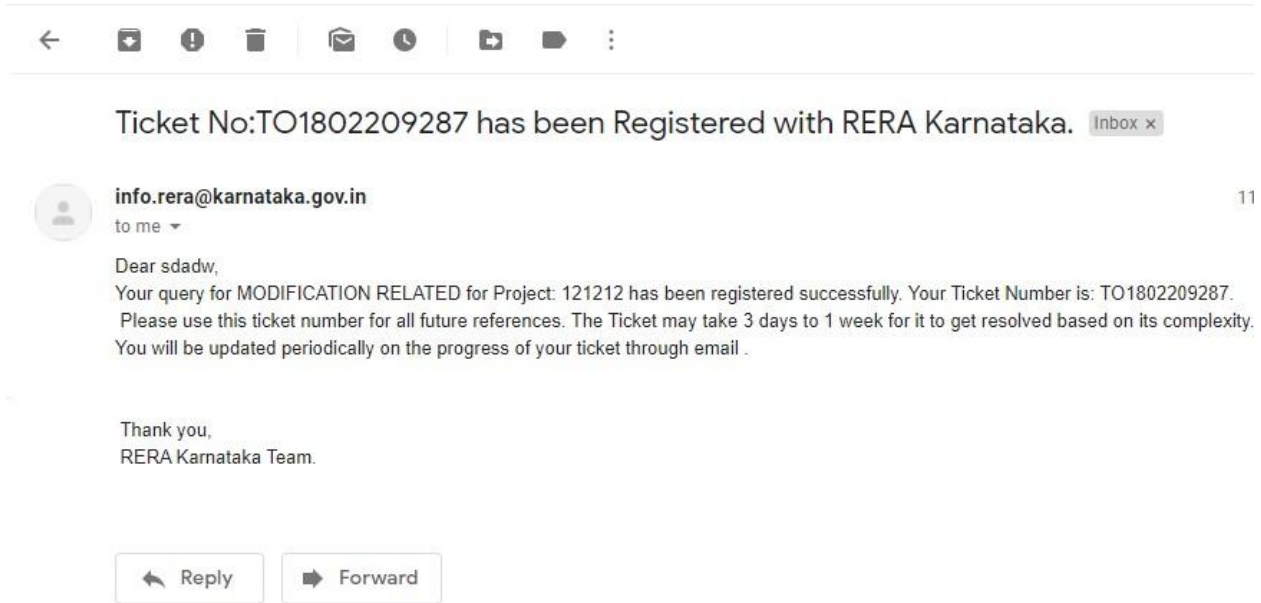 Ticket No:TO1802209287 has been Registered with RERA Karnataka. Inbox x
info.rera@karnataka.gov.in 11
to me
Dear sdadw,
Your query for MODIFICATION RELATED for Project: 121212 has been registered successfully. Your Ticket Number is: TO1802209287.
Please use this ticket number for all future references. The Ticket may take 3 days to 1 week for it to get resolved based on its complexity.
You will be updated periodically on the progress of your ticket through email .
Thank you,
RERA Karnataka Team.
Reply Forward